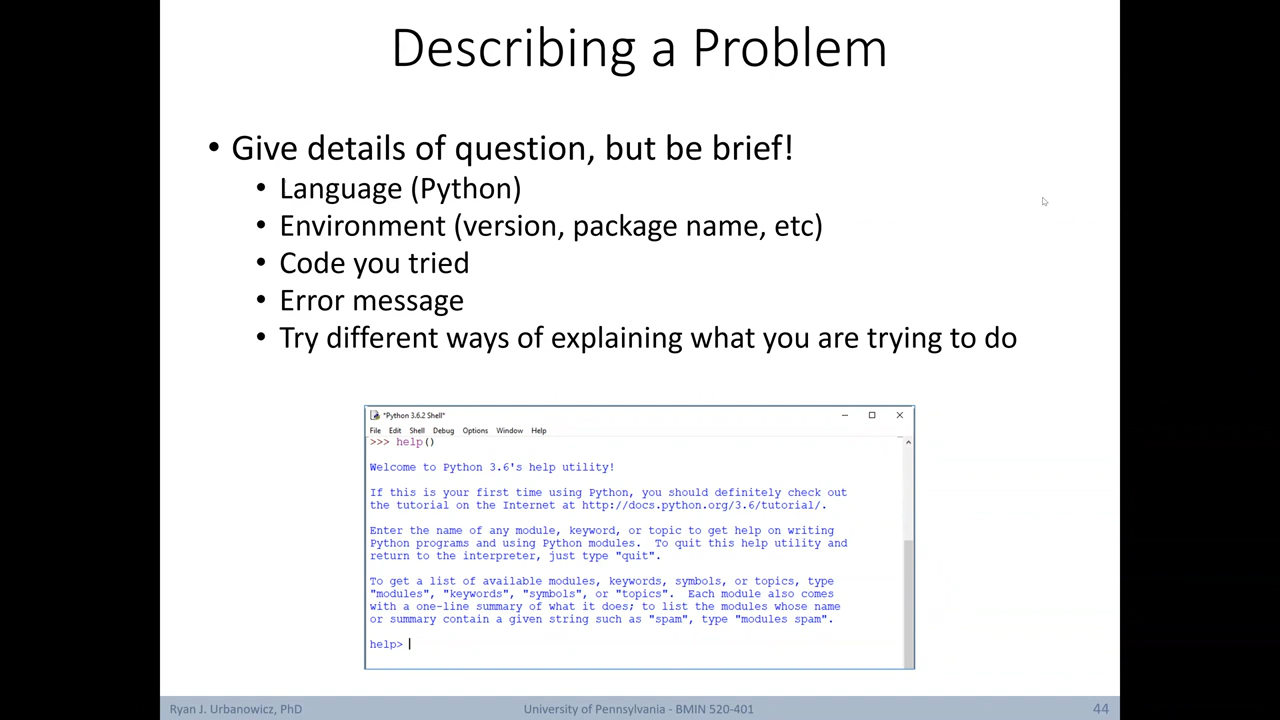 Describing a Problem
• Give details of question, but be brief!
• Language (Python)
• Environment (version, package name, etc)
• Code you tried
• Error message
• Try different ways of explaining what you are trying to do
*Python 3.6.2 Shell*
File Edit Shell Debug Options Window Help
>>> help()
Welcome to Python 3.6's help utility!
If this is your first time using Python, you should definitely check out
the tutorial on the Internet at http://docs.python.org/3.6/tutorial/.
Enter the name of any module, keyword, or topic to get help on writing
Python programs and using Python modules.  To quit this help utility and
return to the interpreter, just type "quit".
To get a list of available modules, keywords, symbols, or topics, type
"modules", "keywords", "symbols", or "topics".  Each module also comes
with a one-line summary of what it does; to list the modules whose name
or summary contain a given string such as "spam", type "modules spam".
help>
Ryan J. Urbanowicz, PhD
University of Pennsylvania - BMIN 520-401
44